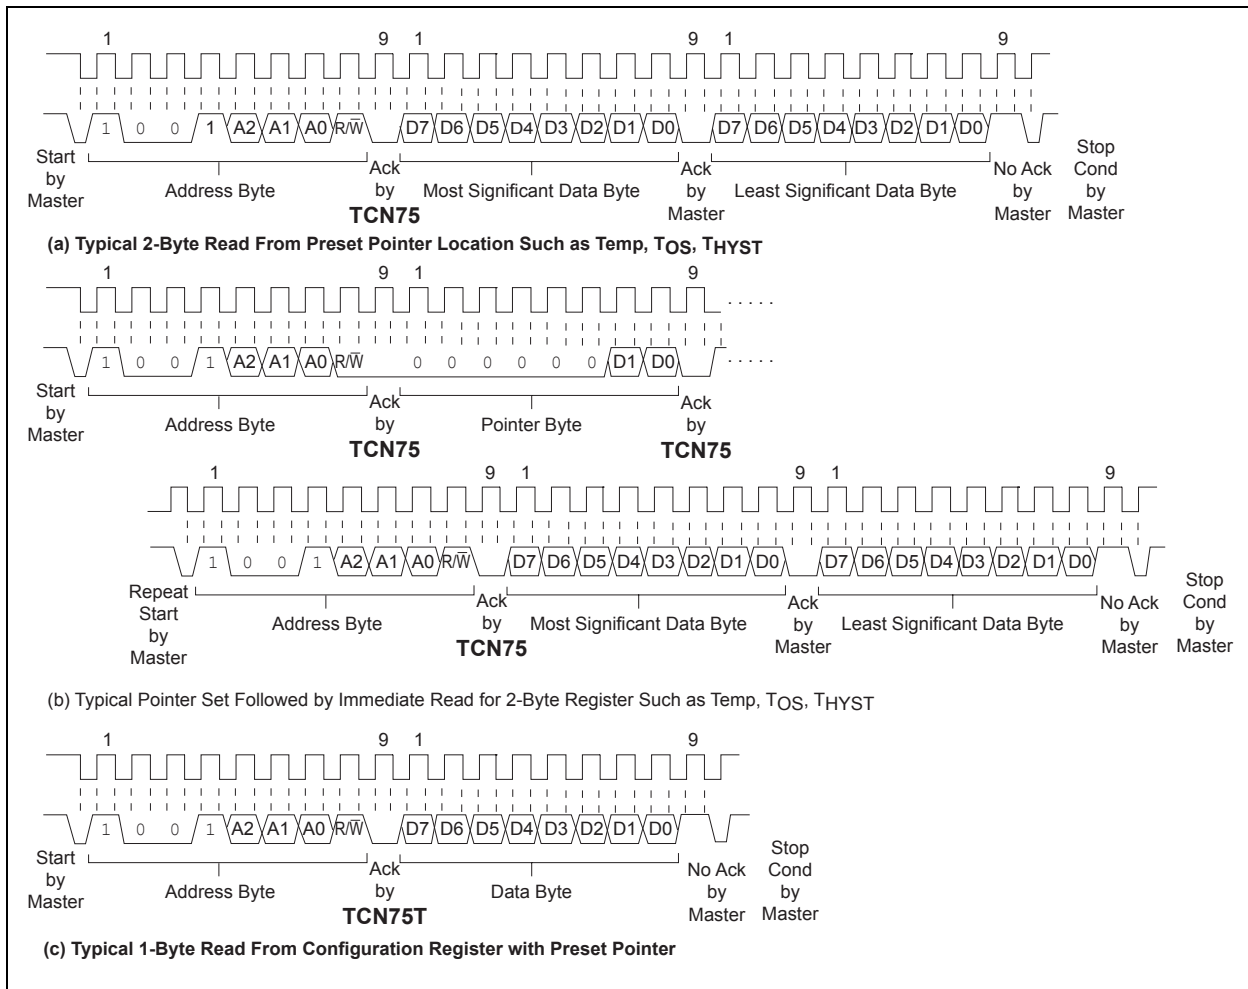 1 9 1 9 1 9
1 0 0 1 A2 A1 A0 R/W̅ D7 D6 D5 D4 D3 D2 D1 D0 D7 D6 D5 D4 D3 D2 D1 D0
Start by Master
Address Byte
Ack by TCN75
Most Significant Data Byte
Ack by Master
Least Significant Data Byte
No Ack by Master
Stop Cond by Master
(a) Typical 2-Byte Read From Preset Pointer Location Such as Temp, TOS, THYST
1 9 1 9
· · · · ·
1 0 0 1 A2 A1 A0 R/W̅ 0 0 0 0 0 0 D1 D0
· · · · ·
Start by Master
Address Byte
Ack by TCN75
Pointer Byte
Ack by TCN75
1 9 1 9 1 9
1 0 0 1 A2 A1 A0 R/W̅ D7 D6 D5 D4 D3 D2 D1 D0 D7 D6 D5 D4 D3 D2 D1 D0
Repeat Start by Master
Address Byte
Ack by TCN75
Most Significant Data Byte
Ack by Master
Least Significant Data Byte
No Ack by Master
Stop Cond by Master
(b) Typical Pointer Set Followed by Immediate Read for 2-Byte Register Such as Temp, TOS, THYST
1 9 1 9
1 0 0 1 A2 A1 A0 R/W̅ D7 D6 D5 D4 D3 D2 D1 D0
Start by Master
Address Byte
Ack by TCN75T
Data Byte
No Ack by Master
Stop Cond by Master
(c) Typical 1-Byte Read From Configuration Register with Preset Pointer